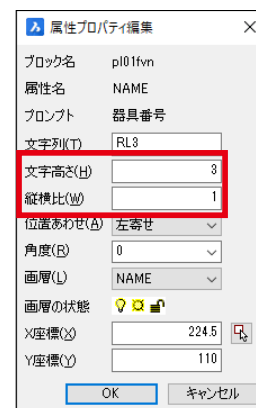 属性プロパティ編集
ブロック名 pl01fvn
属性名 NAME
プロンプト 器具番号
文字列(T) RL3
文字高さ(H) 3
縦横比(W) 1
位置あわせ(A) 左寄せ
角度(R) 0
画層(L) NAME
画層の状態
X座標(X) 224.5
Y座標(Y) 110
OK キャンセル